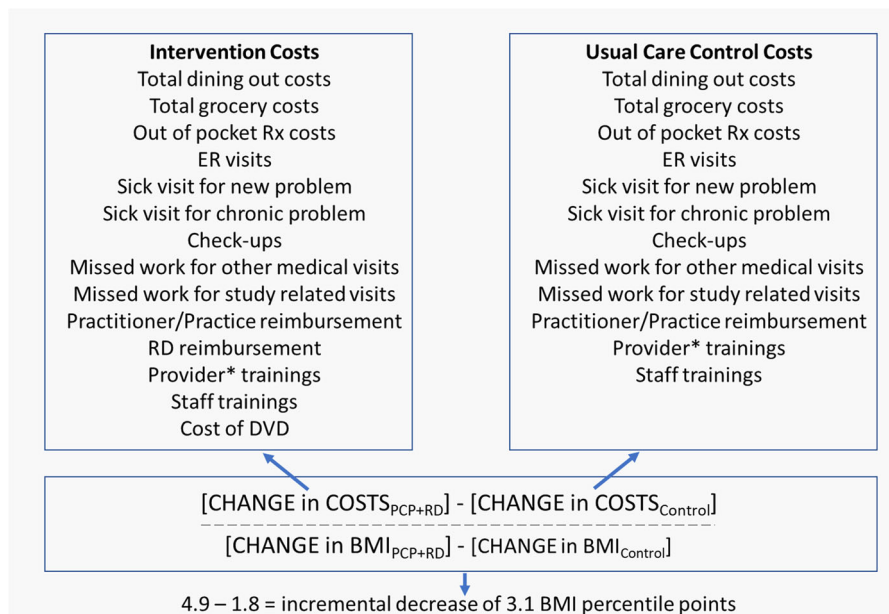 Intervention Costs
Total dining out costs
Total grocery costs
Out of pocket Rx costs
ER visits
Sick visit for new problem
Sick visit for chronic problem
Check-ups
Missed work for other medical visits
Missed work for study related visits
Practitioner/Practice reimbursement
RD reimbursement
Provider* trainings
Staff trainings
Cost of DVD
Usual Care Control Costs
Total dining out costs
Total grocery costs
Out of pocket Rx costs
ER visits
Sick visit for new problem
Sick visit for chronic problem
Check-ups
Missed work for other medical visits
Missed work for study related visits
Practitioner/Practice reimbursement
Provider* trainings
Staff trainings
[CHANGE in COSTSPCP+RD] - [CHANGE in COSTSControl]
[CHANGE in BMIPCP+RD] - [CHANGE in BMIControl]
4.9 – 1.8 = incremental decrease of 3.1 BMI percentile points